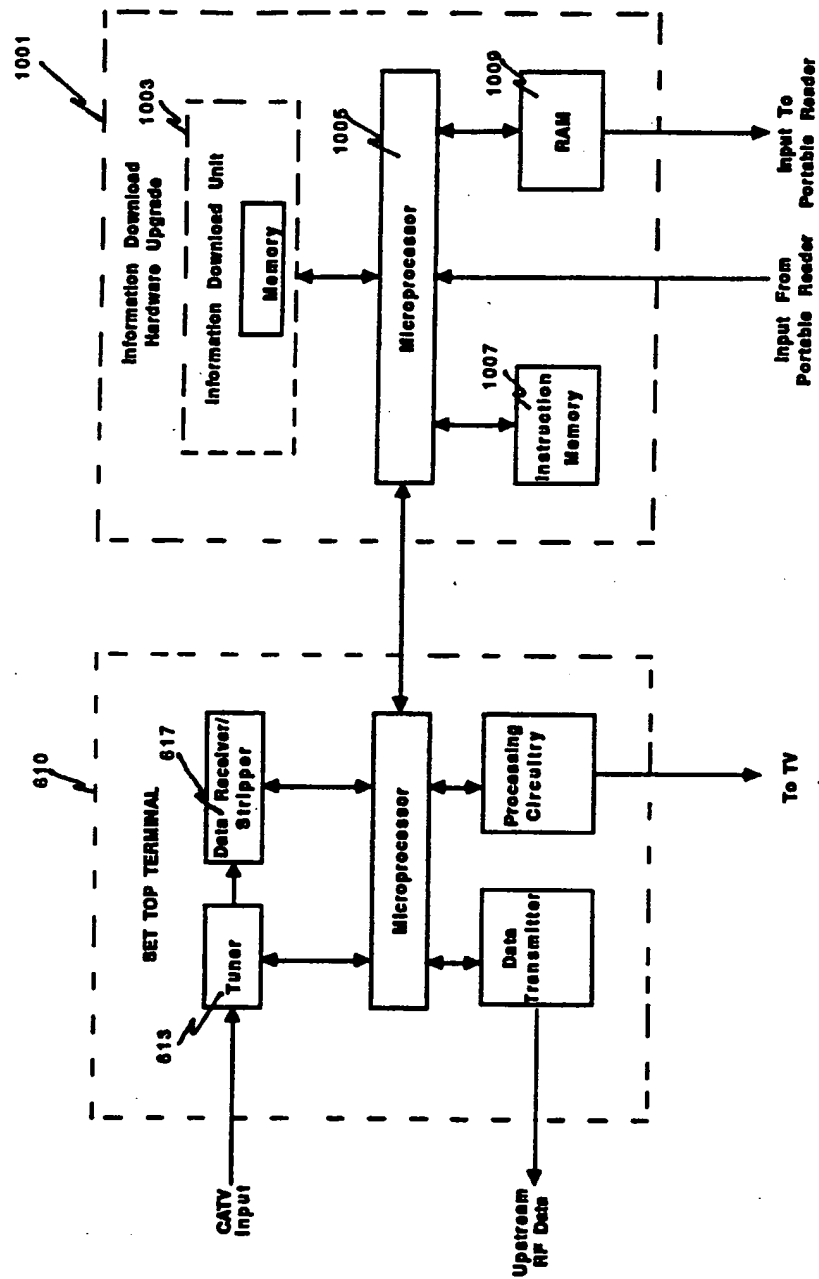 610
SET TOP TERMINAL
CATV
Input
613
Tuner
617
Data Receiver/
Stripper
Microprocessor
Data
Transmitter
Processing
Circuitry
Upstream
RF Data
To TV
1001
Information Download
Hardware Upgrade
1003
Information Download Unit
Memory
1005
Microprocessor
1007
Instruction
Memory
1009
RAM
Input From
Portable Reader
Input To
Portable Reader